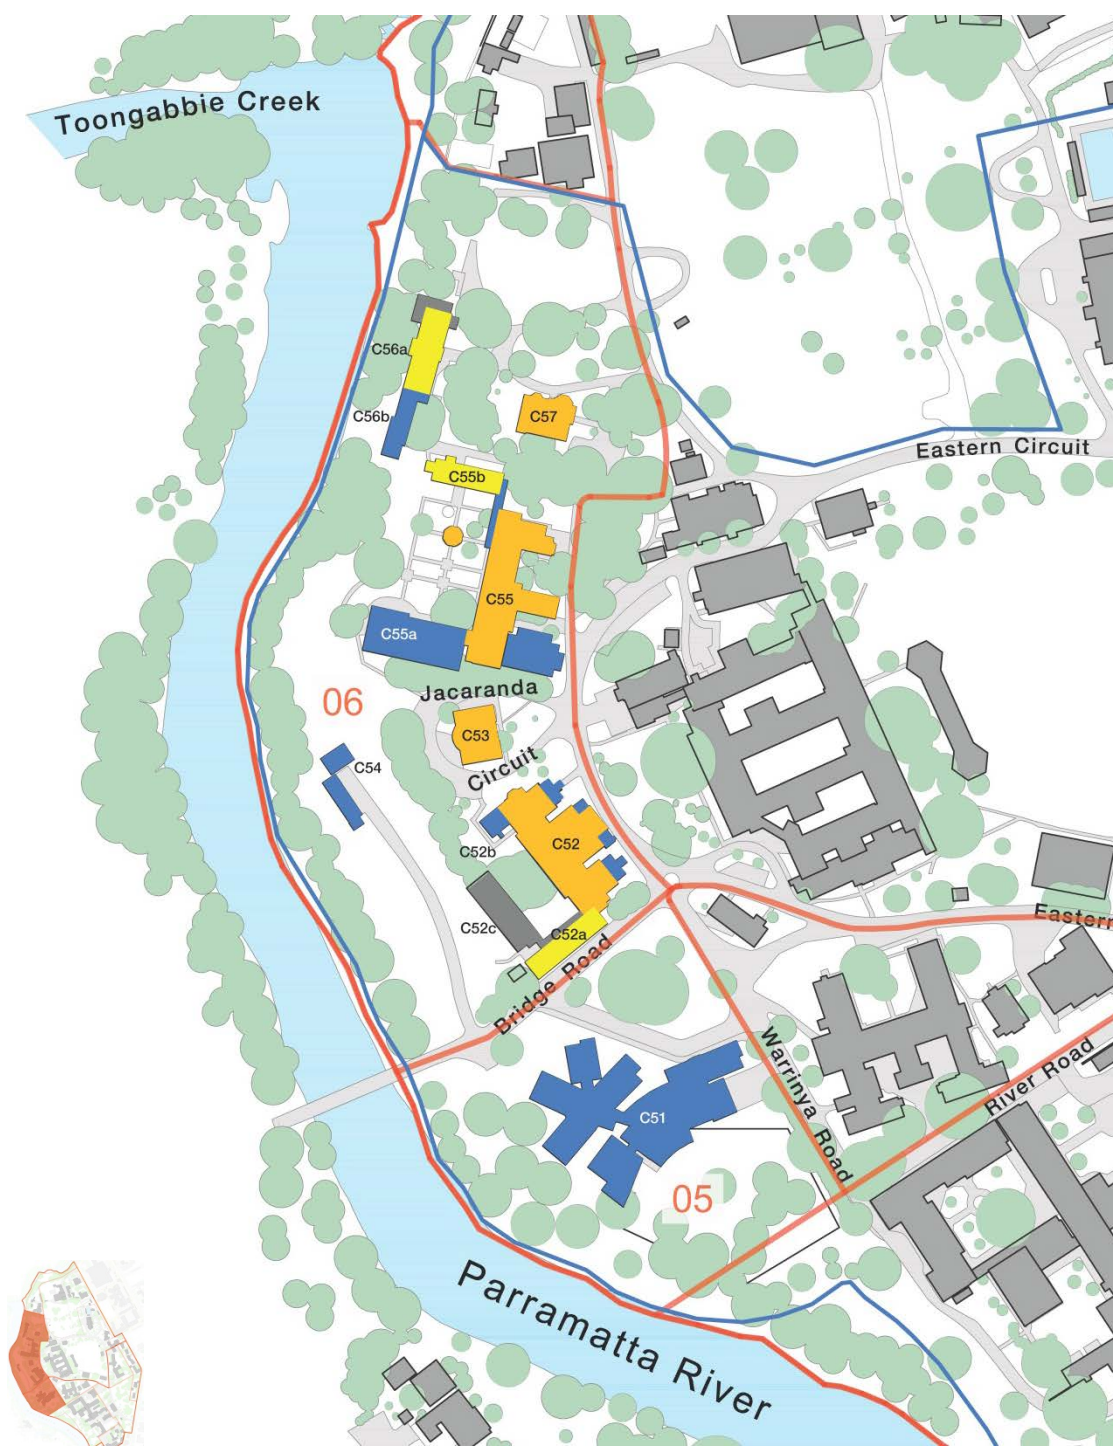 Toongabbie Creek
C56a
C56b
C57
Eastern Circuit
C55b
C55
C55a
Jacaranda
06
C53
Circuit
C54
C52
C52b
C52c
C52a
Bridge Road
Eastern
Warrinya Road
River Road
C51
05
Parramatta River